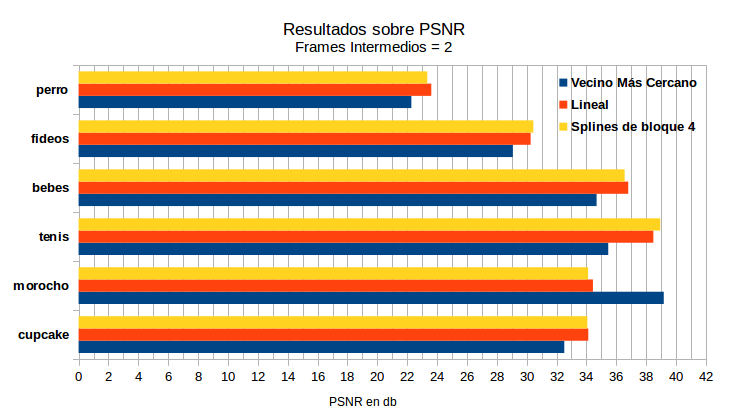 Resultados sobre PSNR
Frames Intermedios = 2
perro
fideos
bebes
tenis
morocho
cupcake
Vecino Más Cercano
Lineal
Splines de bloque 4
0 2 4 6 8 10 12 14 16 18 20 22 24 26 28 30 32 34 36 38 40 42
PSNR en db